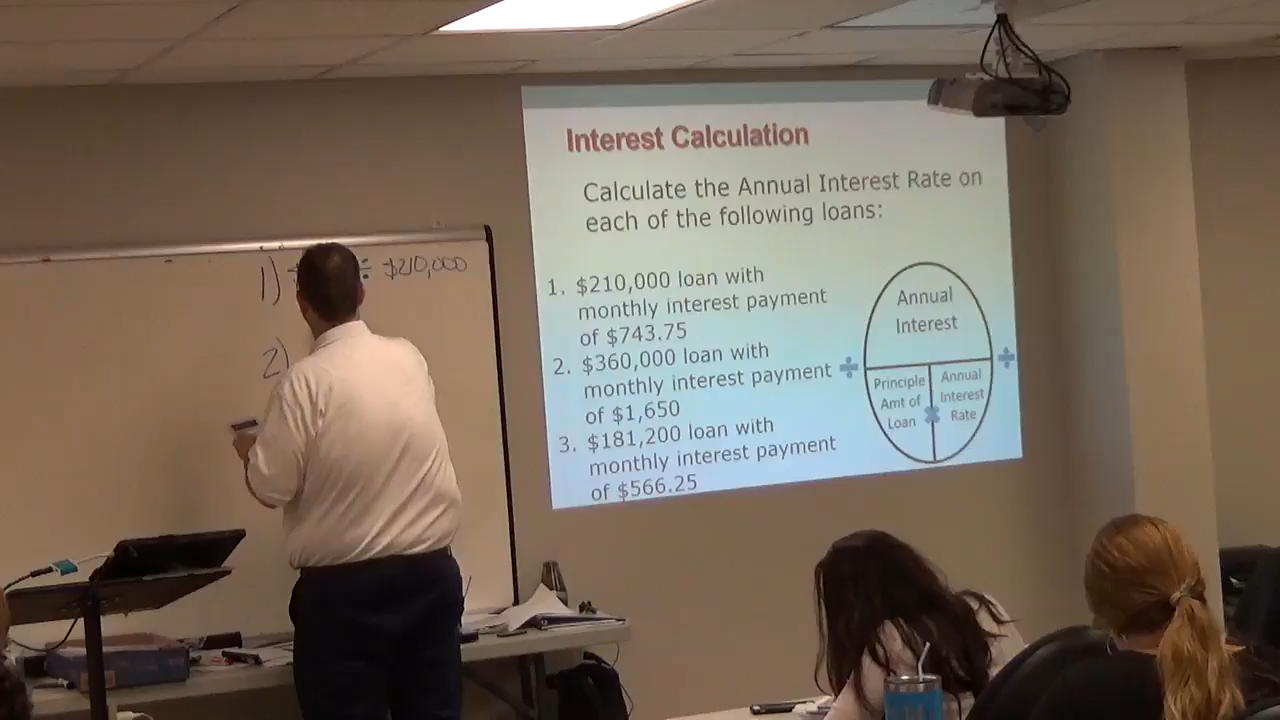 1) ÷ $210,000
2)
Interest Calculation
Calculate the Annual Interest Rate on
each of the following loans:
1. $210,000 loan with
monthly interest payment
of $743.75
2. $360,000 loan with
monthly interest payment
of $1,650
3. $181,200 loan with
monthly interest payment
of $566.25
Annual
Interest
÷ ÷
Principle
Amt of
Loan
×
Annual
Interest
Rate